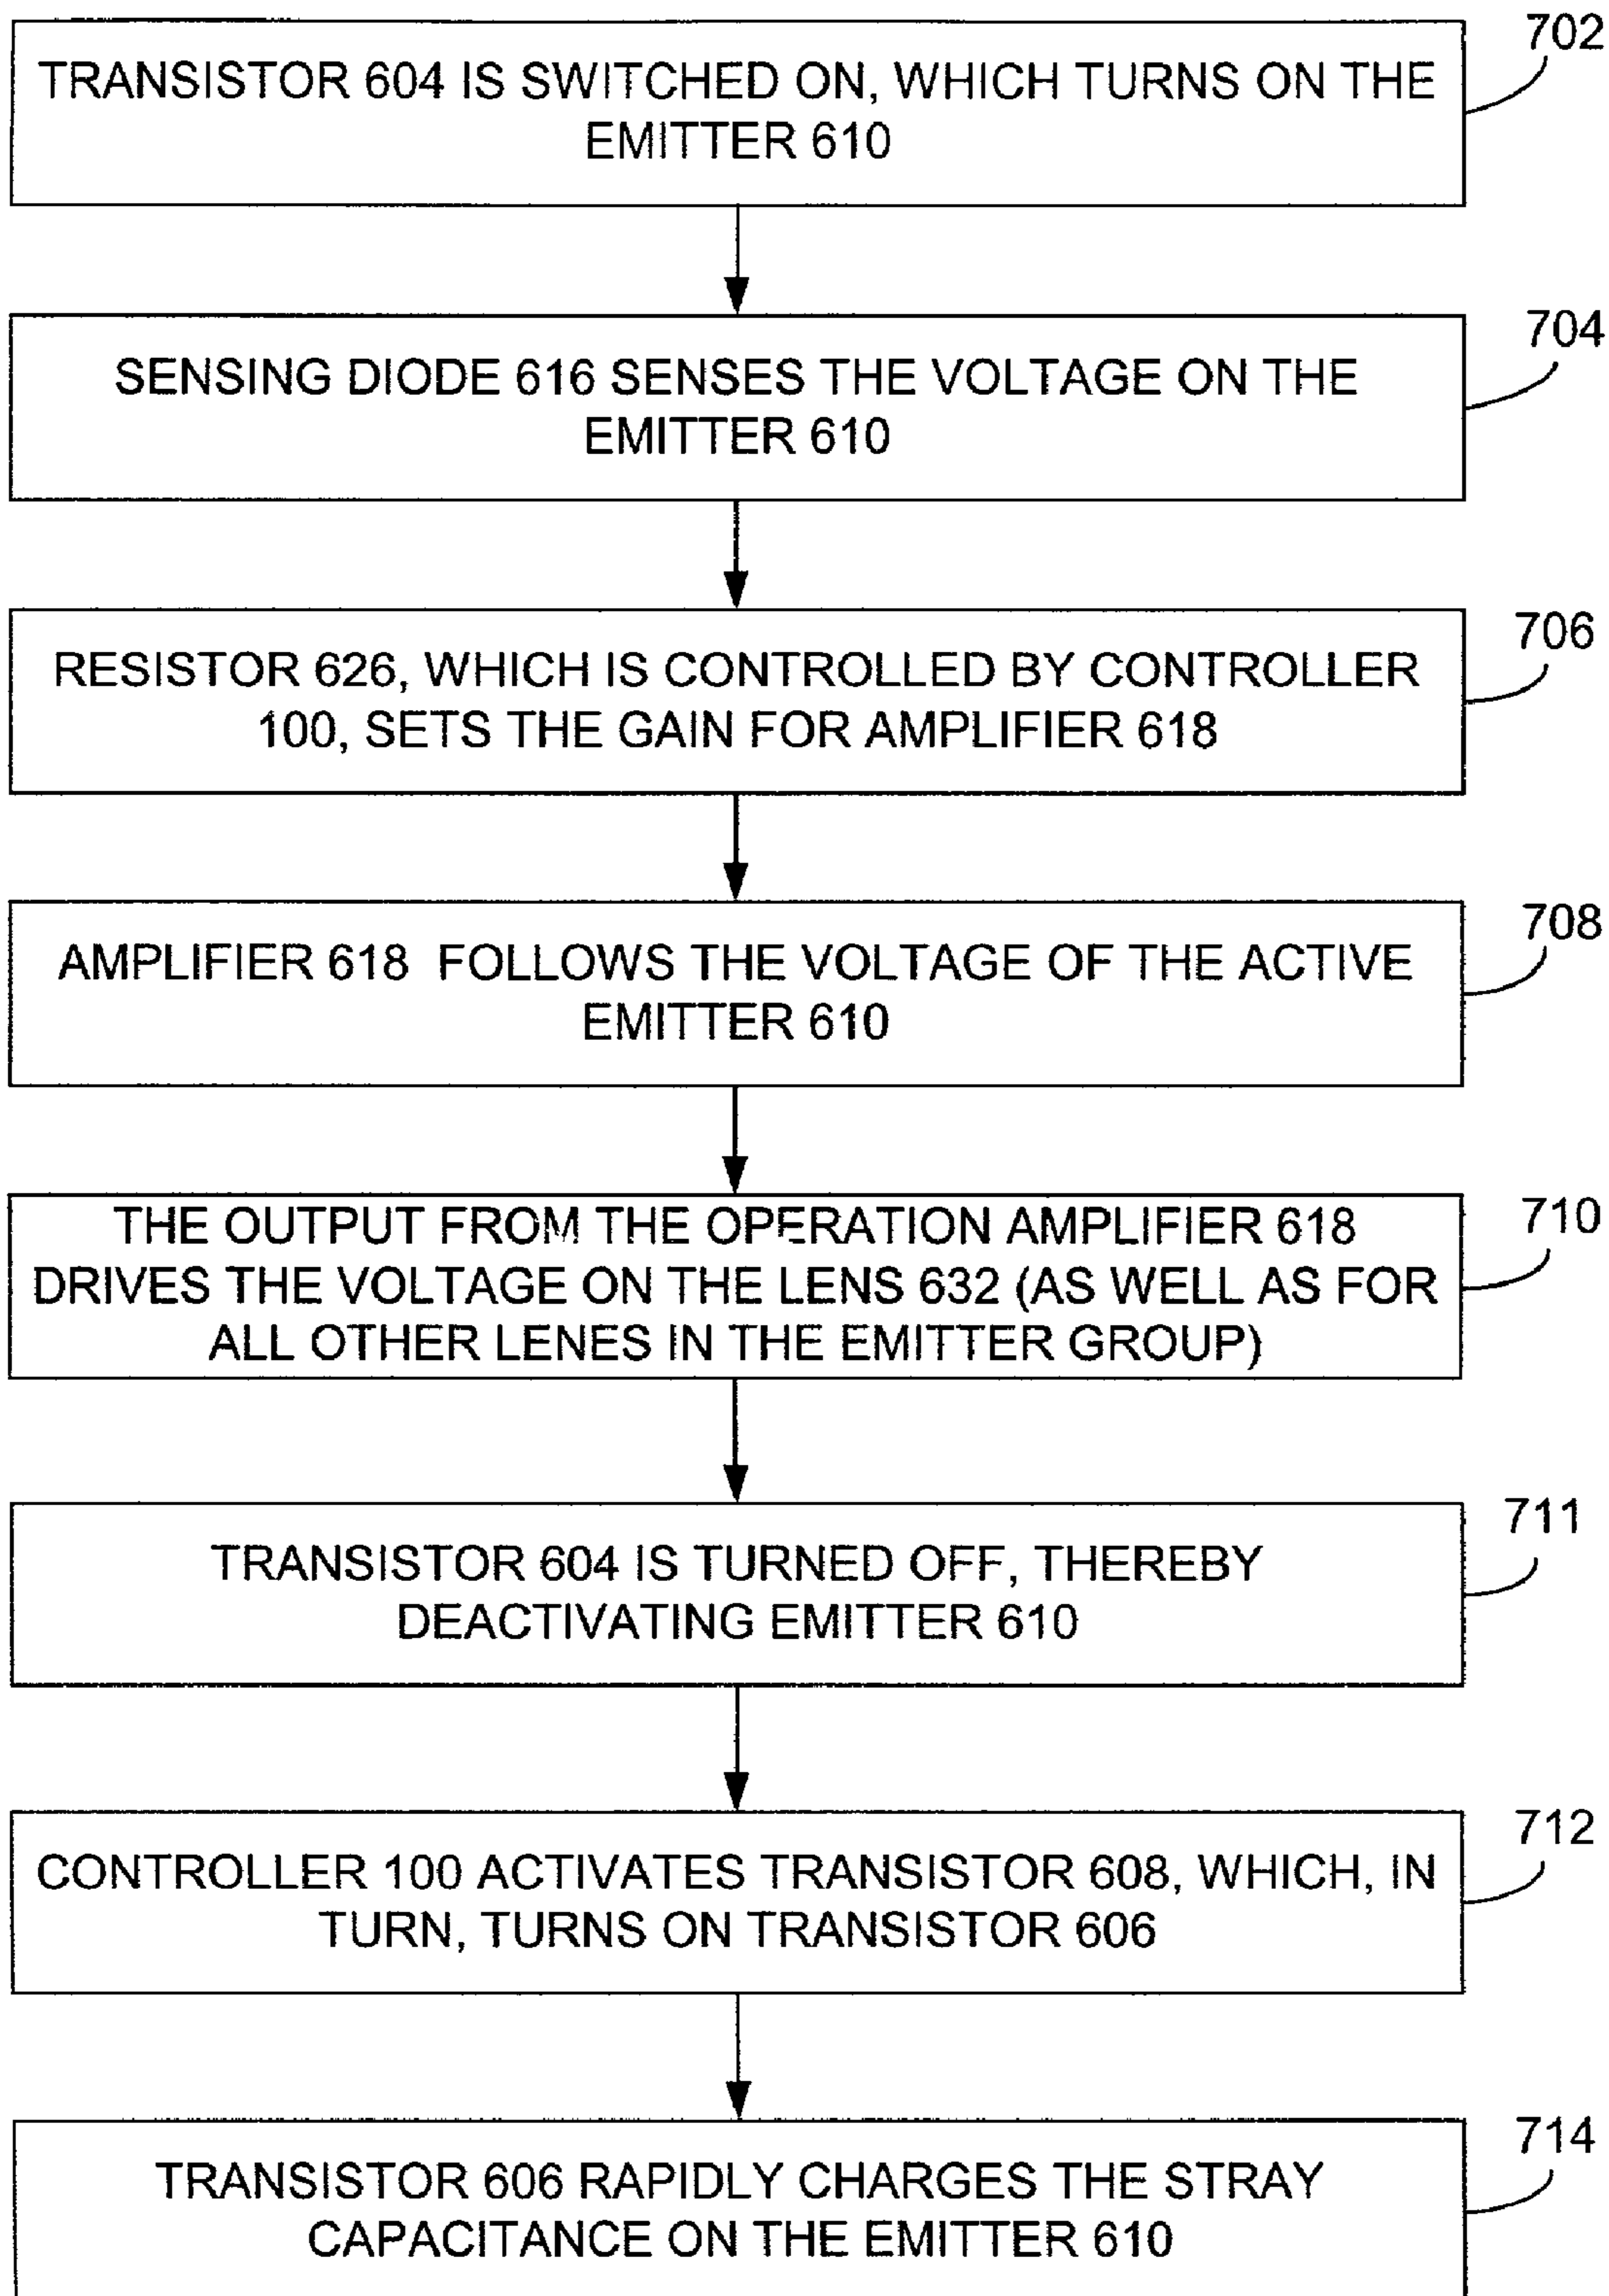 702
TRANSISTOR 604 IS SWITCHED ON, WHICH TURNS ON THE
EMITTER 610
704
SENSING DIODE 616 SENSES THE VOLTAGE ON THE
EMITTER 610
706
RESISTOR 626, WHICH IS CONTROLLED BY CONTROLLER
100, SETS THE GAIN FOR AMPLIFIER 618
708
AMPLIFIER 618 FOLLOWS THE VOLTAGE OF THE ACTIVE
EMITTER 610
710
THE OUTPUT FROM THE OPERATION AMPLIFIER 618
DRIVES THE VOLTAGE ON THE LENS 632 (AS WELL AS FOR
ALL OTHER LENES IN THE EMITTER GROUP)
711
TRANSISTOR 604 IS TURNED OFF, THEREBY
DEACTIVATING EMITTER 610
712
CONTROLLER 100 ACTIVATES TRANSISTOR 608, WHICH, IN
TURN, TURNS ON TRANSISTOR 606
714
TRANSISTOR 606 RAPIDLY CHARGES THE STRAY
CAPACITANCE ON THE EMITTER 610